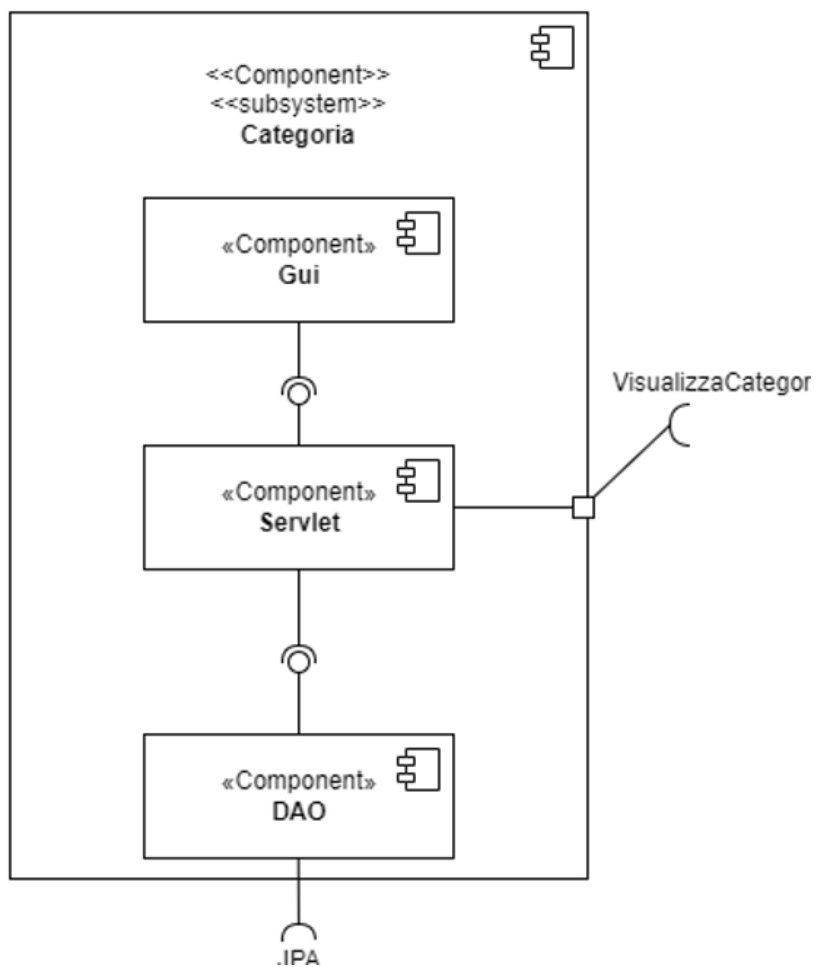 <<Component>>
<<subsystem>>
Categoria
«Component»
Gui
VisualizzaCategor
«Component»
Servlet
«Component»
DAO
JPA